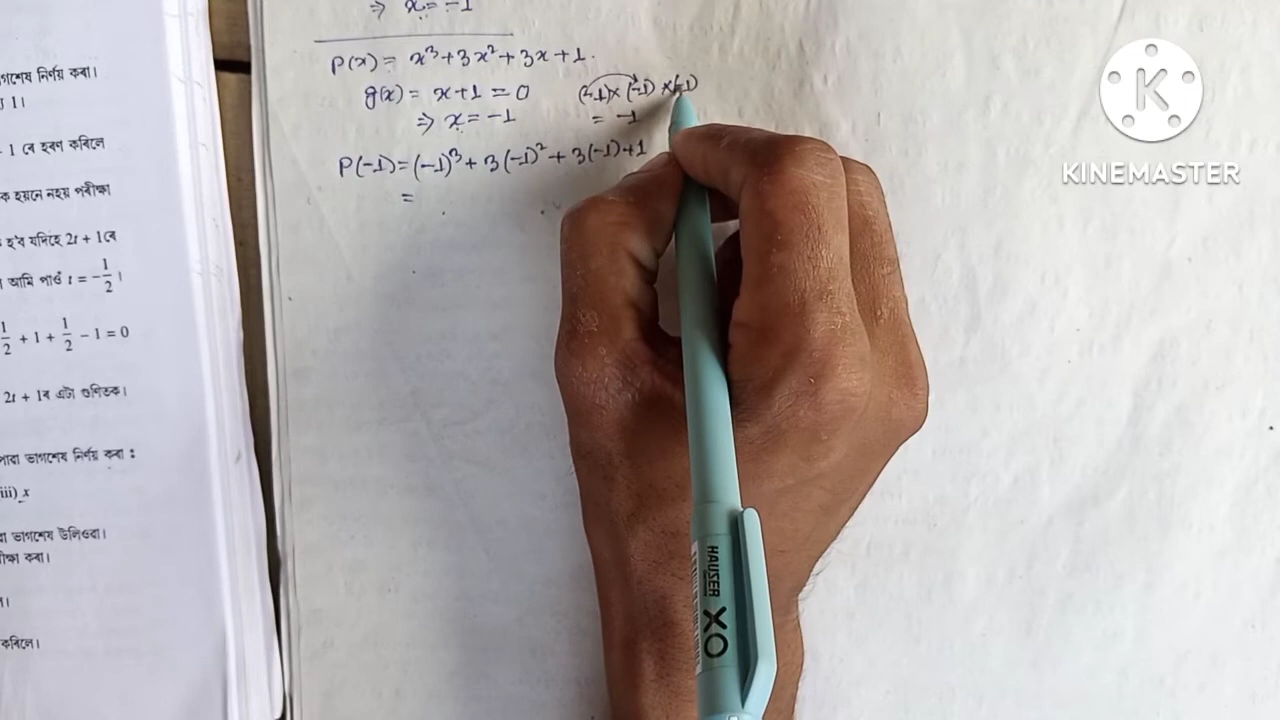 ⇒ x = -1
P(x) = x³+3x²+3x+1.
g(x) = x+1 = 0
⇒ x = -1
(-1)×(-1)×(-1)
= -1
P(-1) = (-1)³ + 3(-1)² + 3(-1)+1
=
নিৰ্ণয় কৰা।
1।
1 ৰে হৰণ কৰিলে
হয়নে নহয় পৰীক্ষা
হ'ব যদিহে 2t + 1ৰে
আমি পাওঁ t = -1/2।
1/2 + 1 + 1/2 - 1 = 0
2t + 1ৰ এটা গুণিতক।
ভাগশেষ নিৰ্ণয় কৰা :
iii) x
ভাগশেষ উলিওৱা।
কৰা।
কৰিলে।
HAUSER
XO
K
KINEMASTER